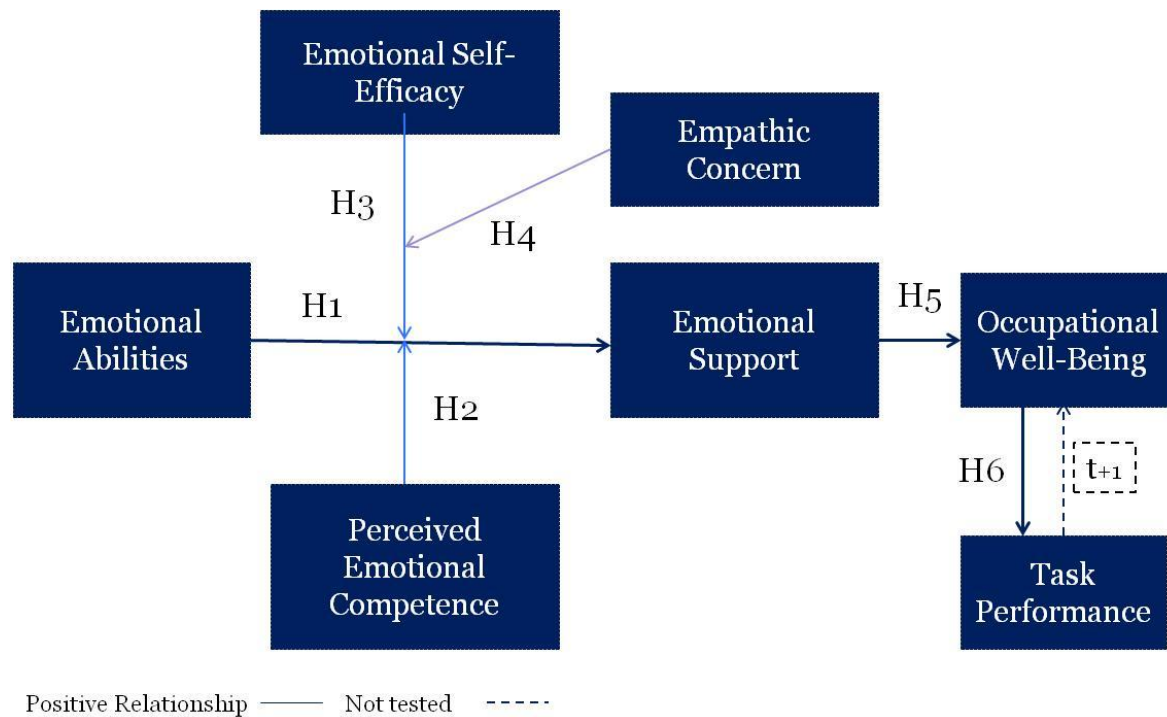 Emotional Self-
Efficacy
Empathic
Concern
H3
H4
Emotional
Abilities
H1
Emotional
Support
H5
Occupational
Well-Being
H2
H6
t+1
Perceived
Emotional
Competence
Task
Performance
Positive Relationship
Not tested